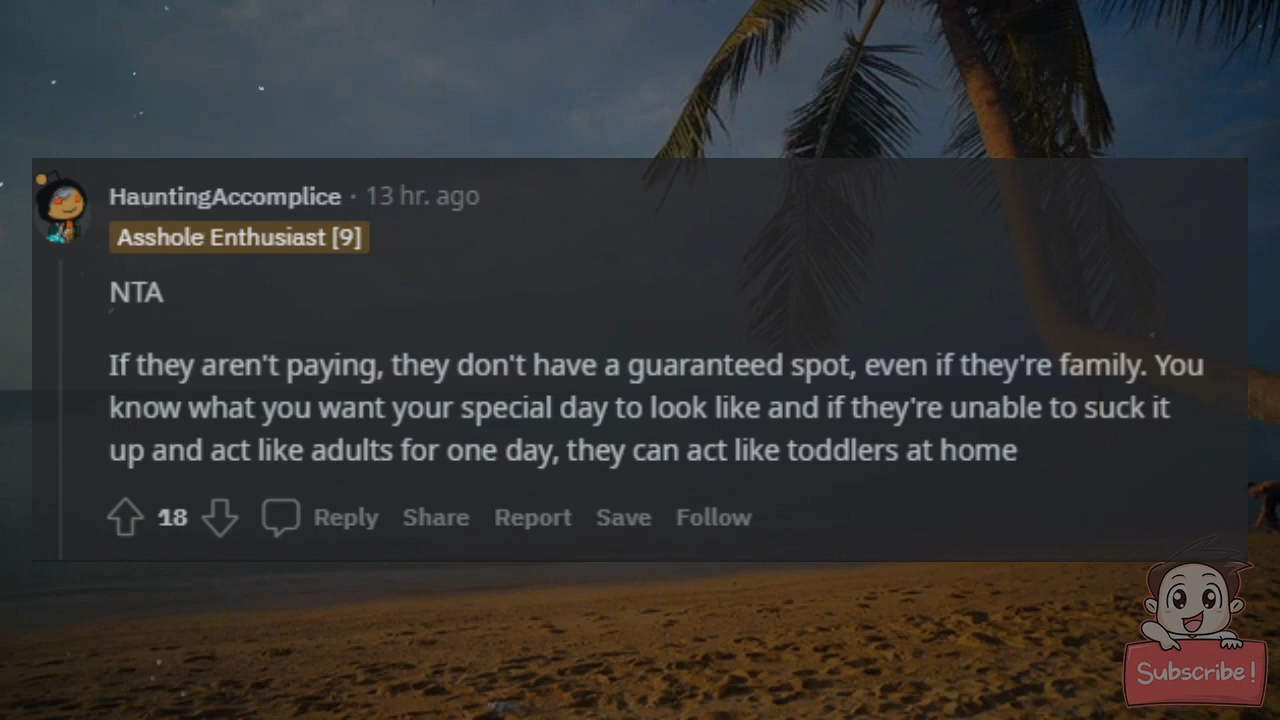 HauntingAccomplice · 13 hr. ago
Asshole Enthusiast [9]
NTA
If they aren't paying, they don't have a guaranteed spot, even if they're family. You
know what you want your special day to look like and if they're unable to suck it
up and act like adults for one day, they can act like toddlers at home
18 Reply Share Report Save Follow
Subscribe!